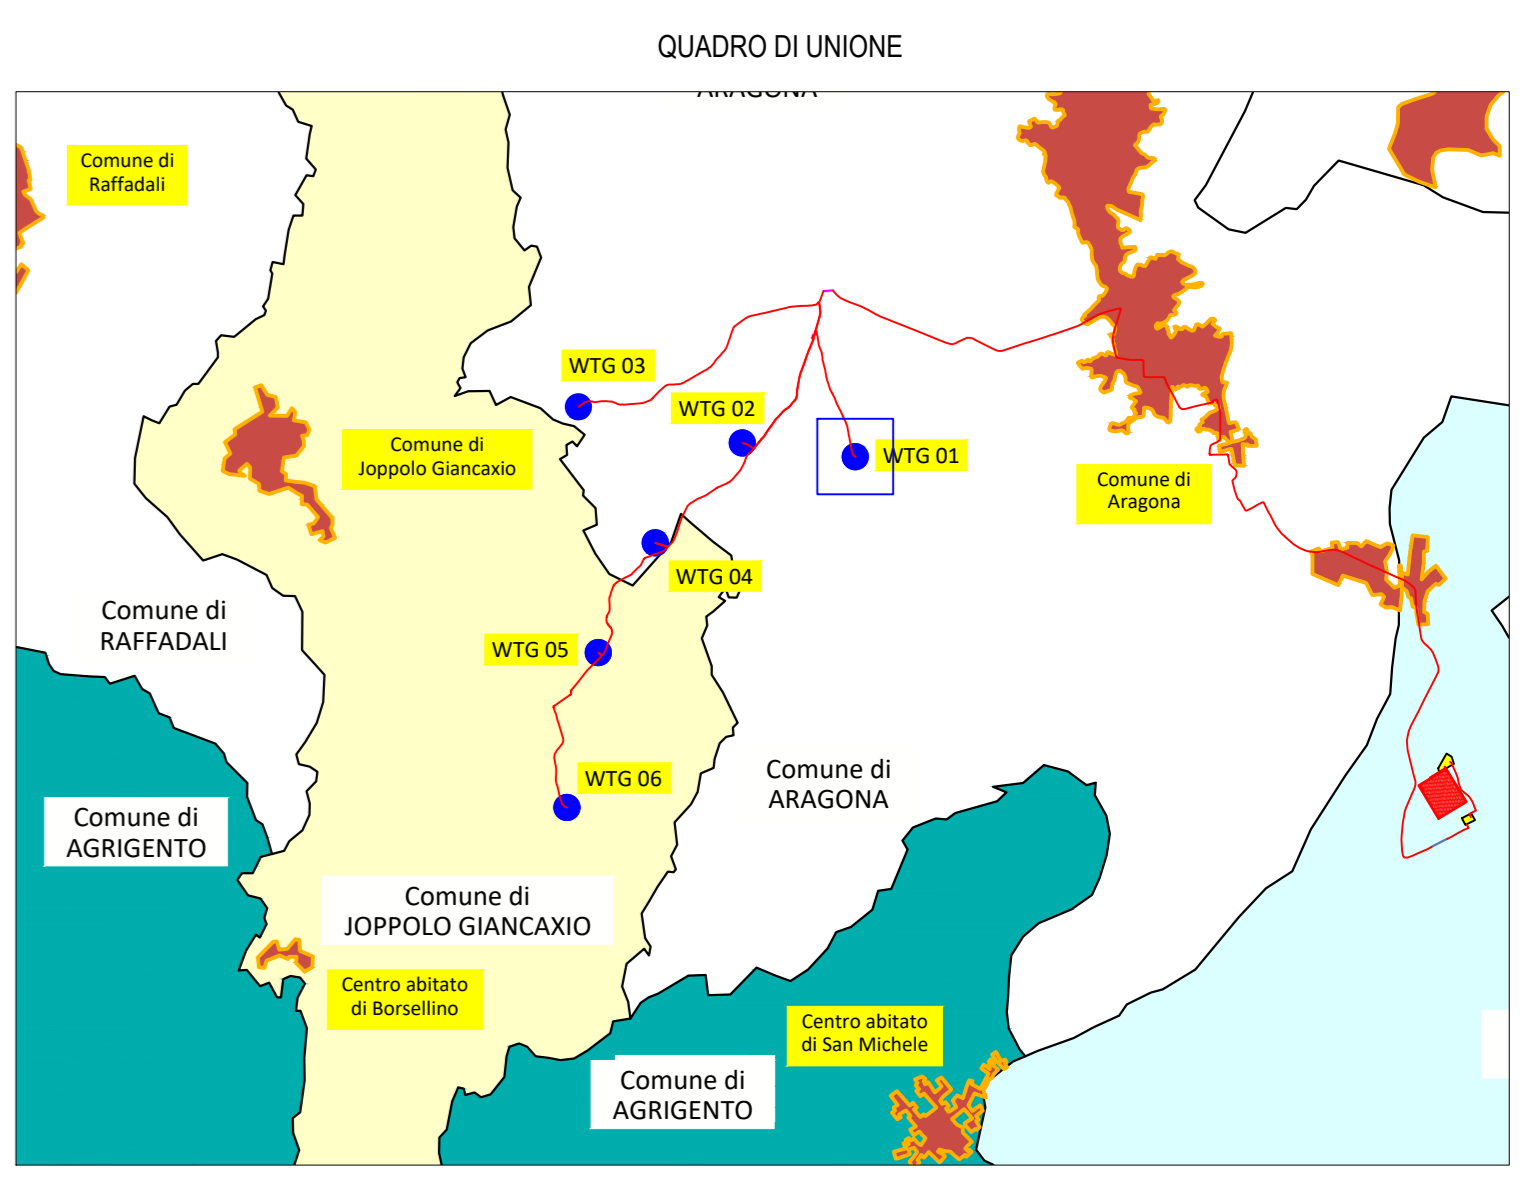 QUADRO DI UNIONE
ARAGONA
Comune di
Raffadali
WTG 03
WTG 02
Comune di
Joppolo Giancaxio
WTG 01
Comune di
Aragona
WTG 04
Comune di
RAFFADALI
WTG 05
WTG 06
Comune di
ARAGONA
Comune di
AGRIGENTO
Comune di
JOPPOLO GIANCAXIO
Centro abitato
di Borsellino
Centro abitato
di San Michele
Comune di
AGRIGENTO